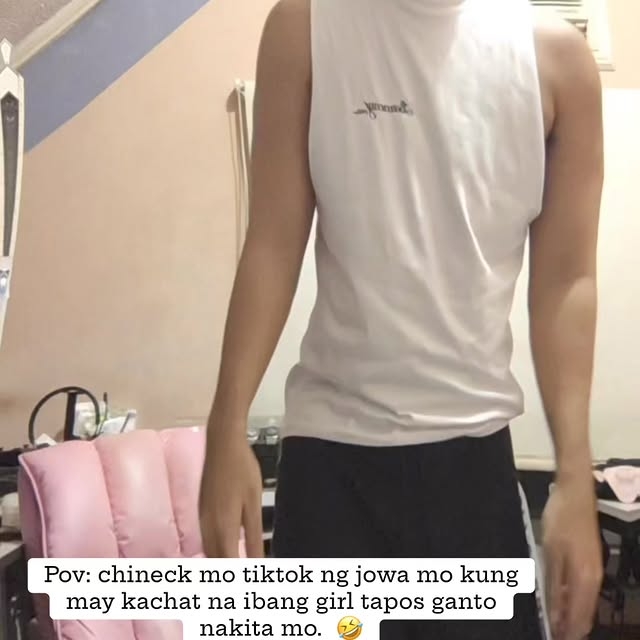 Pov: chineck mo tiktok ng jowa mo kung
may kachat na ibang girl tapos ganto
nakita mo. 🤣